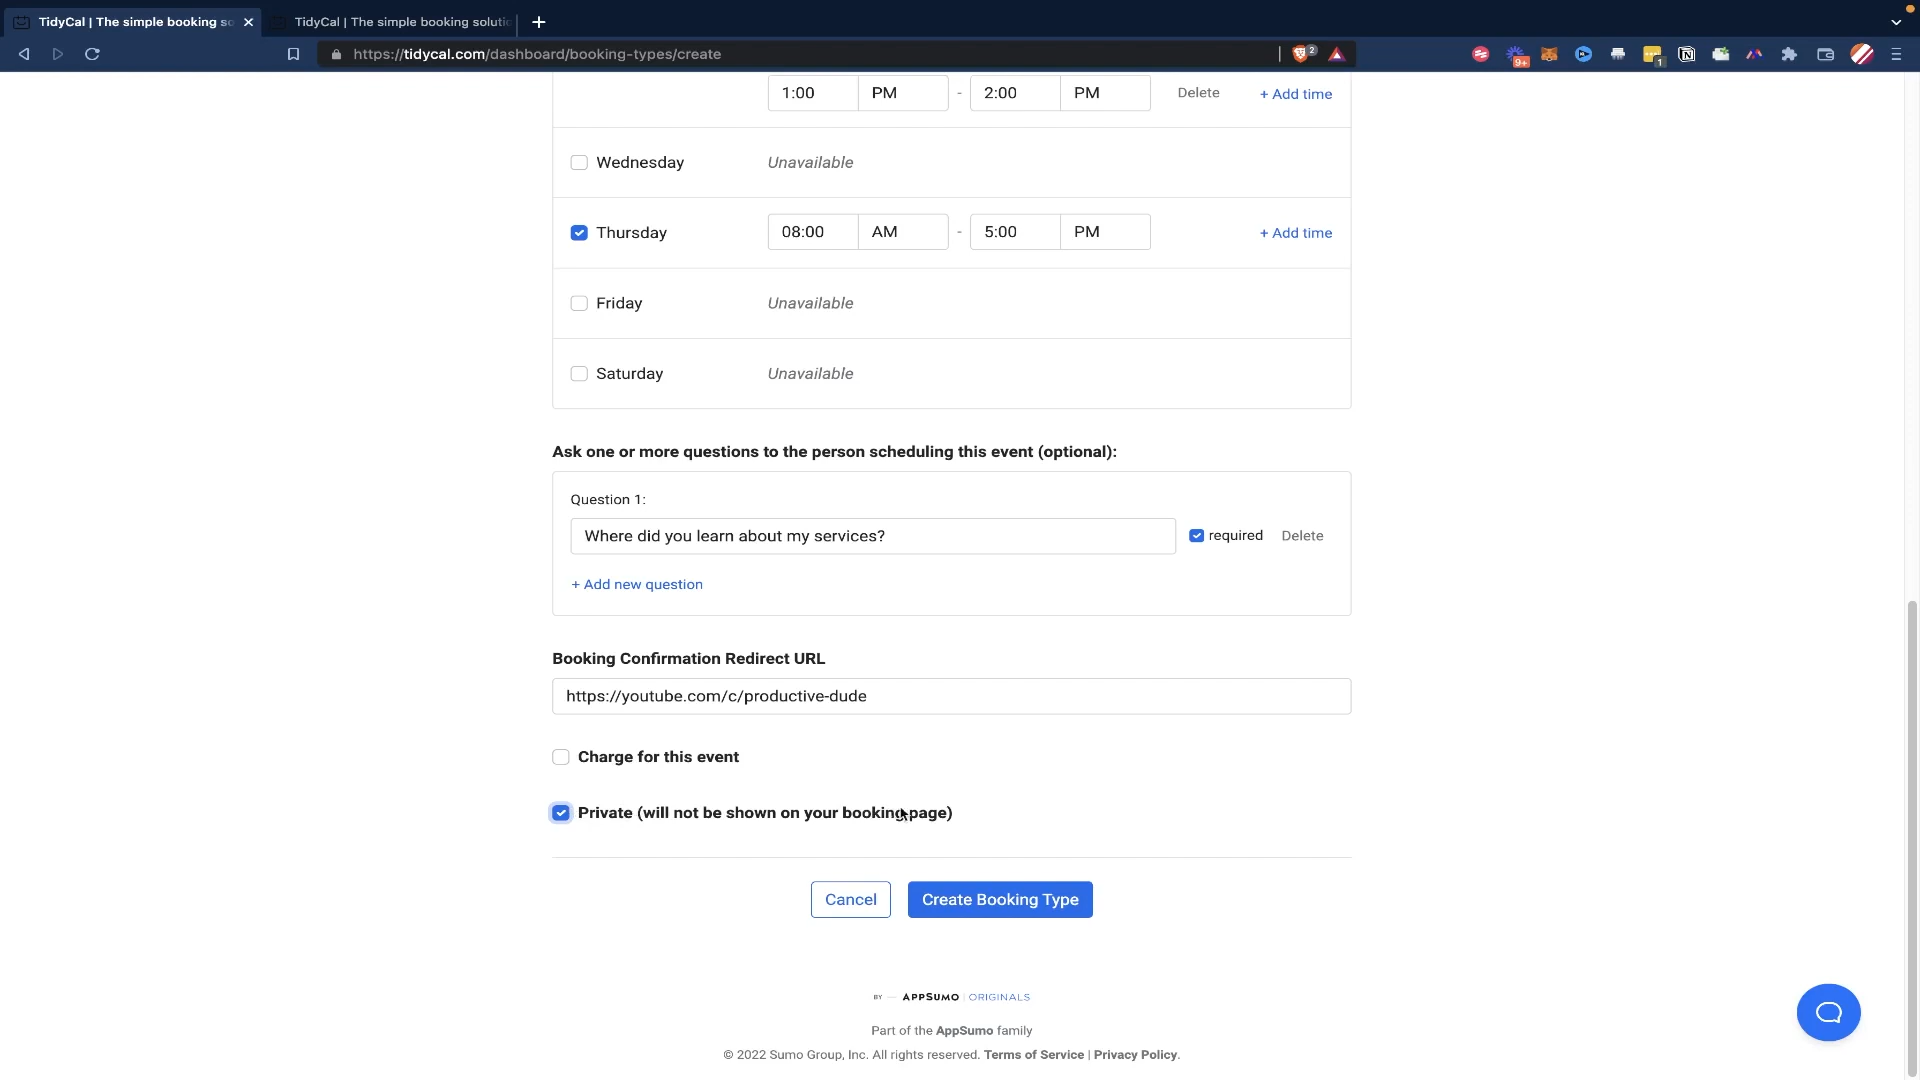 TidyCal | The simple booking so
TidyCal | The simple booking soluti
https://tidycal.com/dashboard/booking-types/create
2
9+
1
1:00 PM - 2:00 PM Delete + Add time
Wednesday Unavailable
Thursday 08:00 AM - 5:00 PM + Add time
Friday Unavailable
Saturday Unavailable
Ask one or more questions to the person scheduling this event (optional):
Question 1:
Where did you learn about my services? required Delete
+ Add new question
Booking Confirmation Redirect URL
https://youtube.com/c/productive-dude
Charge for this event
Private (will not be shown on your booking page)
Cancel Create Booking Type
BY — APPSUMO | ORIGINALS
Part of the AppSumo family
© 2022 Sumo Group, Inc. All rights reserved. Terms of Service | Privacy Policy.